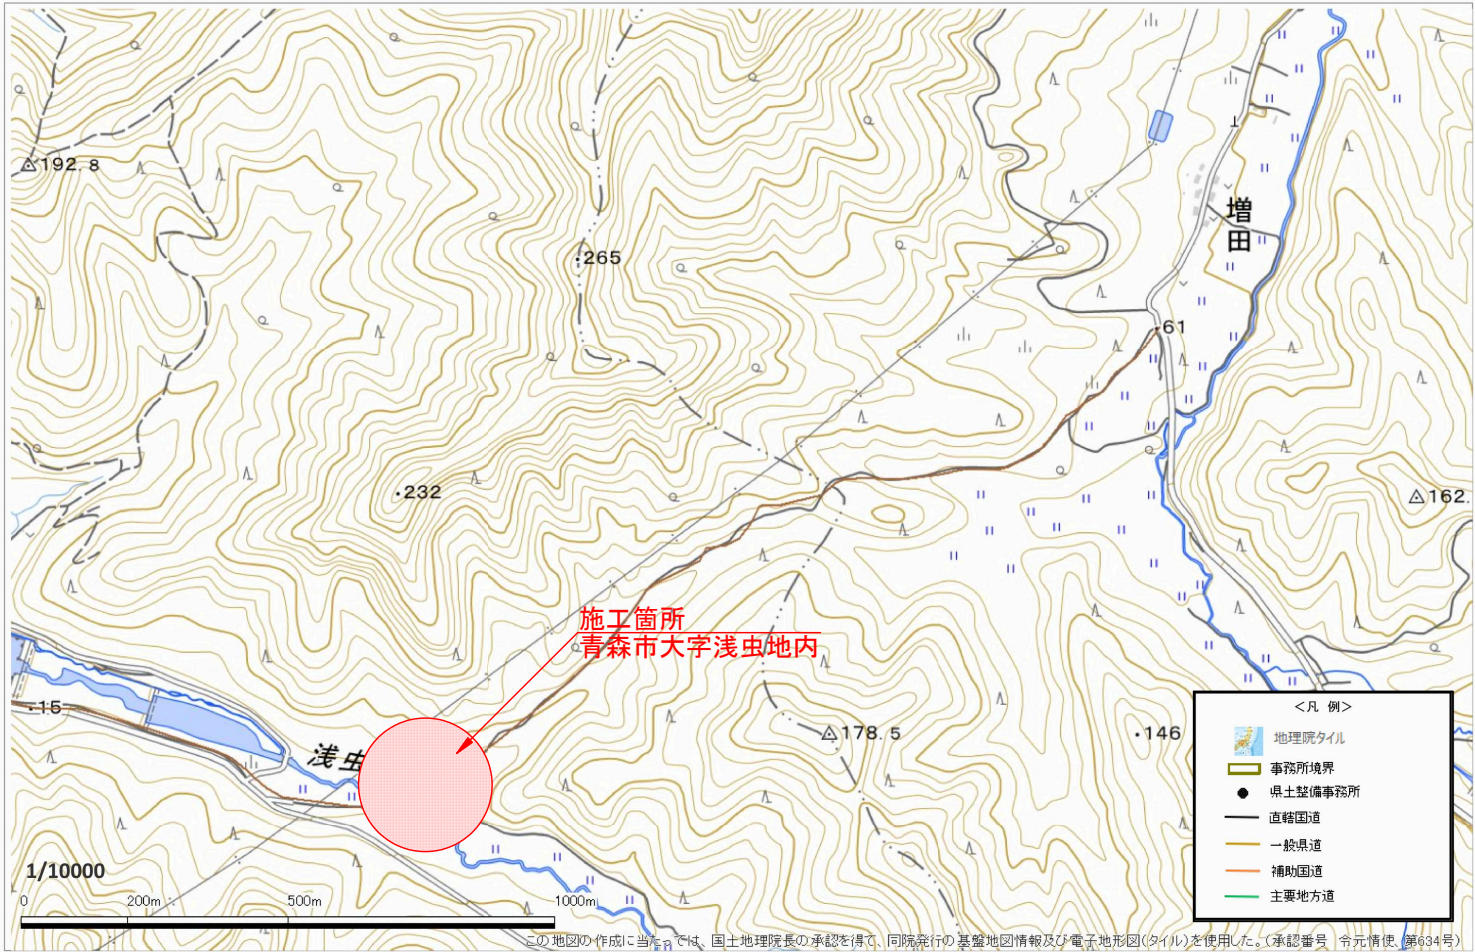 192.8
265
増田
61
232
162.
施工箇所
青森市大字浅虫地内
15
浅虫
178.5
146
<凡 例>
地理院タイル
事務所境界
県土整備事務所
直轄国道
一般県道
補助国道
主要地方道
1/10000
0 200m 500m 1000m
この地図の作成に当たっては、国土地理院長の承認を得て、同院発行の基盤地図情報及び電子地形図(タイル)を使用した。(承認番号 令元情使、第634号)